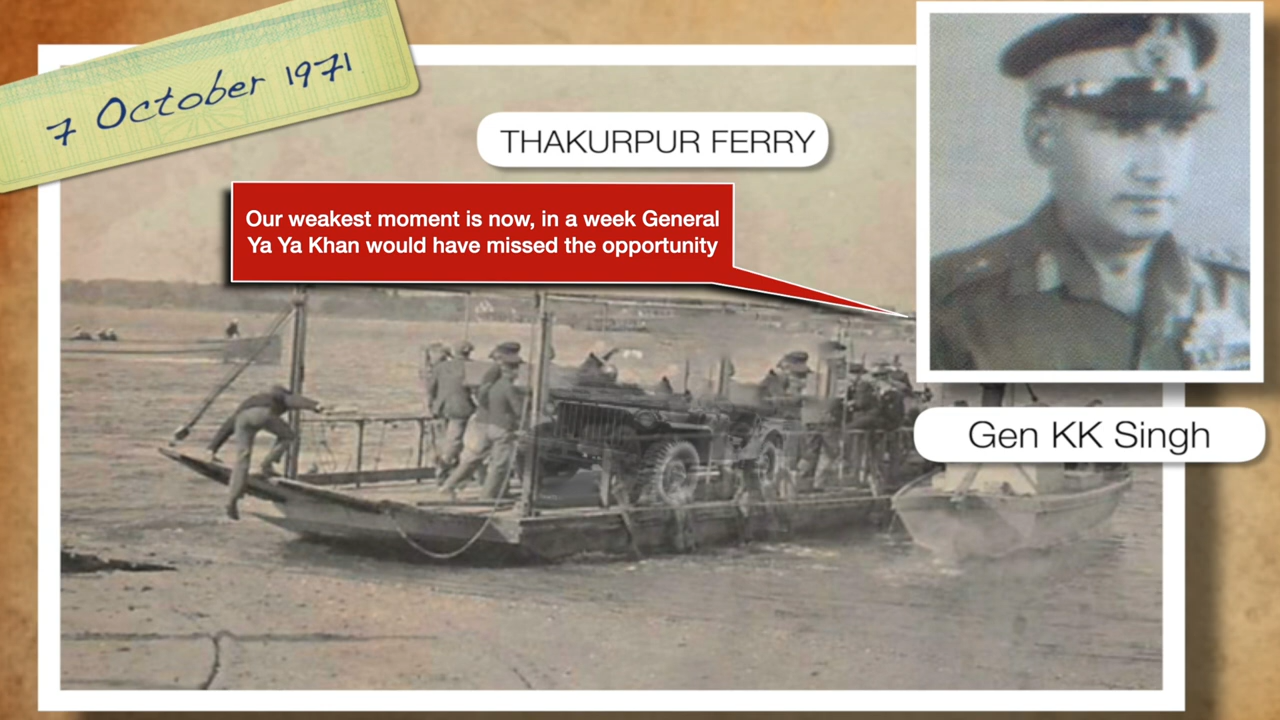 7 October 1971
THAKURPUR FERRY
Our weakest moment is now, in a week General
Ya Ya Khan would have missed the opportunity
Gen KK Singh